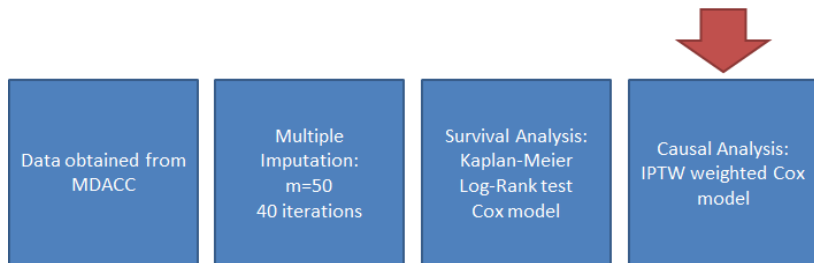 Data obtained from
MDACC
Multiple
Imputation:
m=50
40 iterations
Survival Analysis:
Kaplan-Meier
Log-Rank test
Cox model
Causal Analysis:
IPTW weighted Cox
model